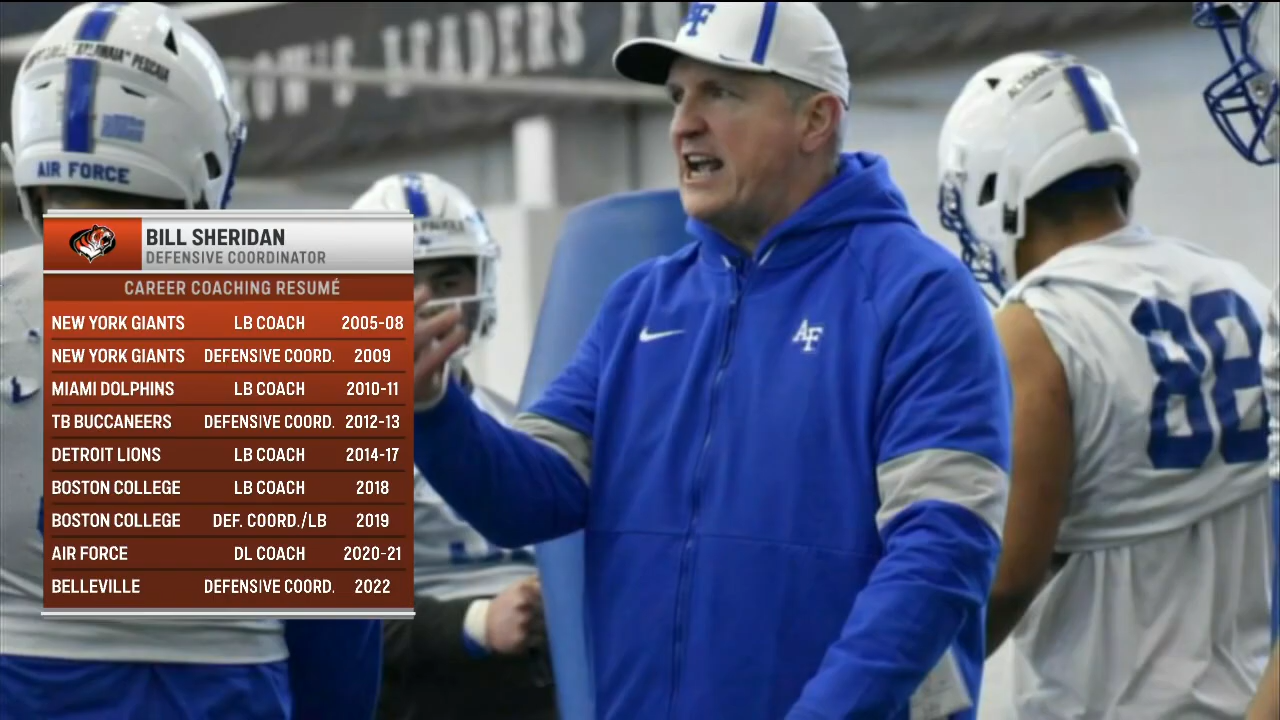 ROW'S LEADERS
PESCAIA
AIR FORCE
AF
AF
88
BILL SHERIDAN
DEFENSIVE COORDINATOR
CAREER COACHING RESUMÉ
NEW YORK GIANTS LB COACH 2005-08
NEW YORK GIANTS DEFENSIVE COORD. 2009
MIAMI DOLPHINS LB COACH 2010-11
TB BUCCANEERS DEFENSIVE COORD. 2012-13
DETROIT LIONS LB COACH 2014-17
BOSTON COLLEGE LB COACH 2018
BOSTON COLLEGE DEF. COORD./LB 2019
AIR FORCE DL COACH 2020-21
BELLEVILLE DEFENSIVE COORD. 2022